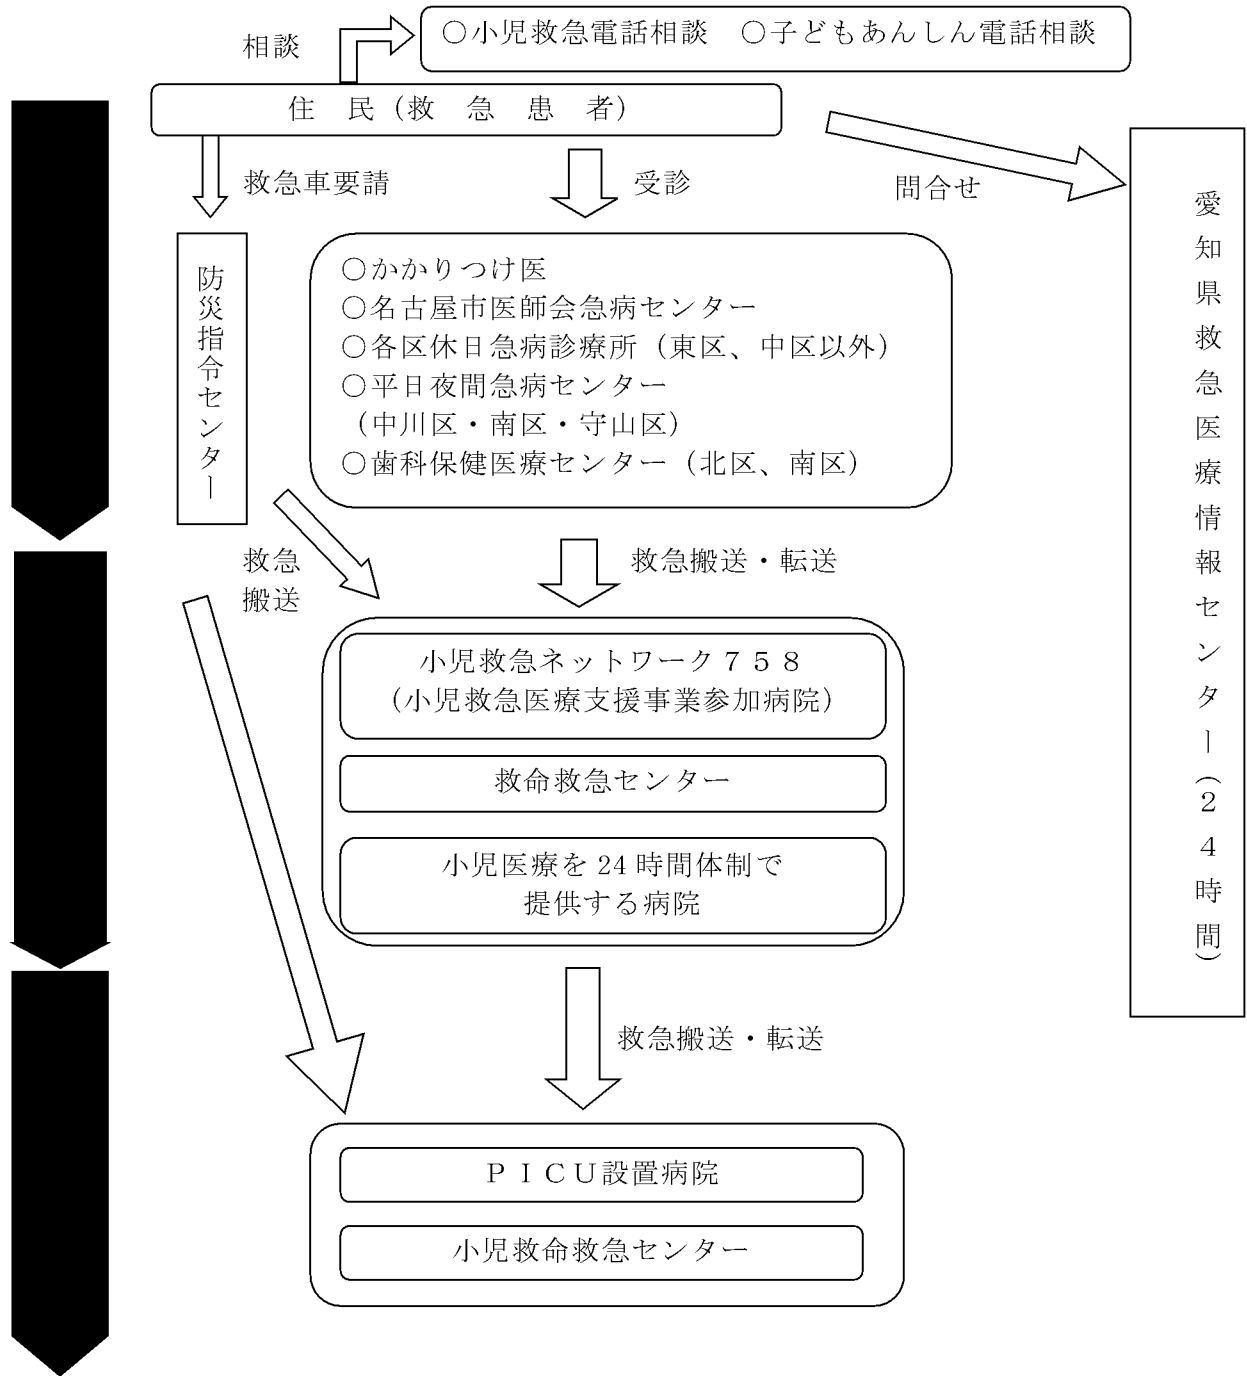 相談
○小児救急電話相談　○子どもあんしん電話相談
住　民（救　急　患　者）
救急車要請
受診
問合せ
愛知県救急医療情報センター（２４時間）
防災指令センター
○かかりつけ医
○名古屋市医師会急病センター
○各区休日急病診療所（東区、中区以外）
○平日夜間急病センター
（中川区・南区・守山区）
○歯科保健医療センター（北区、南区）
救急
搬送
救急搬送・転送
小児救急ネットワーク７５８
（小児救急医療支援事業参加病院）
救命救急センター
小児医療を 24 時間体制で
提供する病院
救急搬送・転送
ＰＩＣＵ設置病院
小児救命救急センター